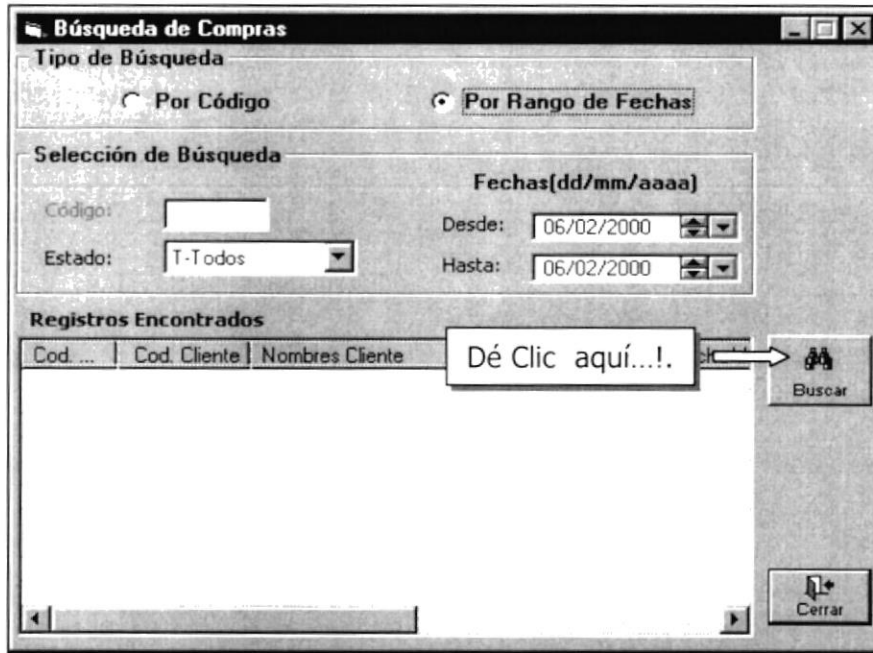 Búsqueda de Compras
Tipo de Búsqueda
Por Código
Por Rango de Fechas
Selección de Búsqueda
Fechas(dd/mm/aaaa)
Código:
Desde: 06/02/2000
Estado: T-Todos
Hasta: 06/02/2000
Registros Encontrados
Cod. ... Cod. Cliente Nombres Cliente
Dé Clic aquí...!.
Buscar
Cerrar